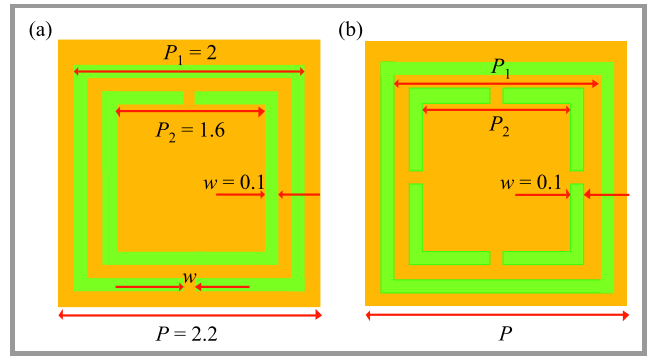 (a)
P₁ = 2
P₂ = 1.6
w = 0.1
w
P = 2.2
(b)
P₁
P₂
w = 0.1
P